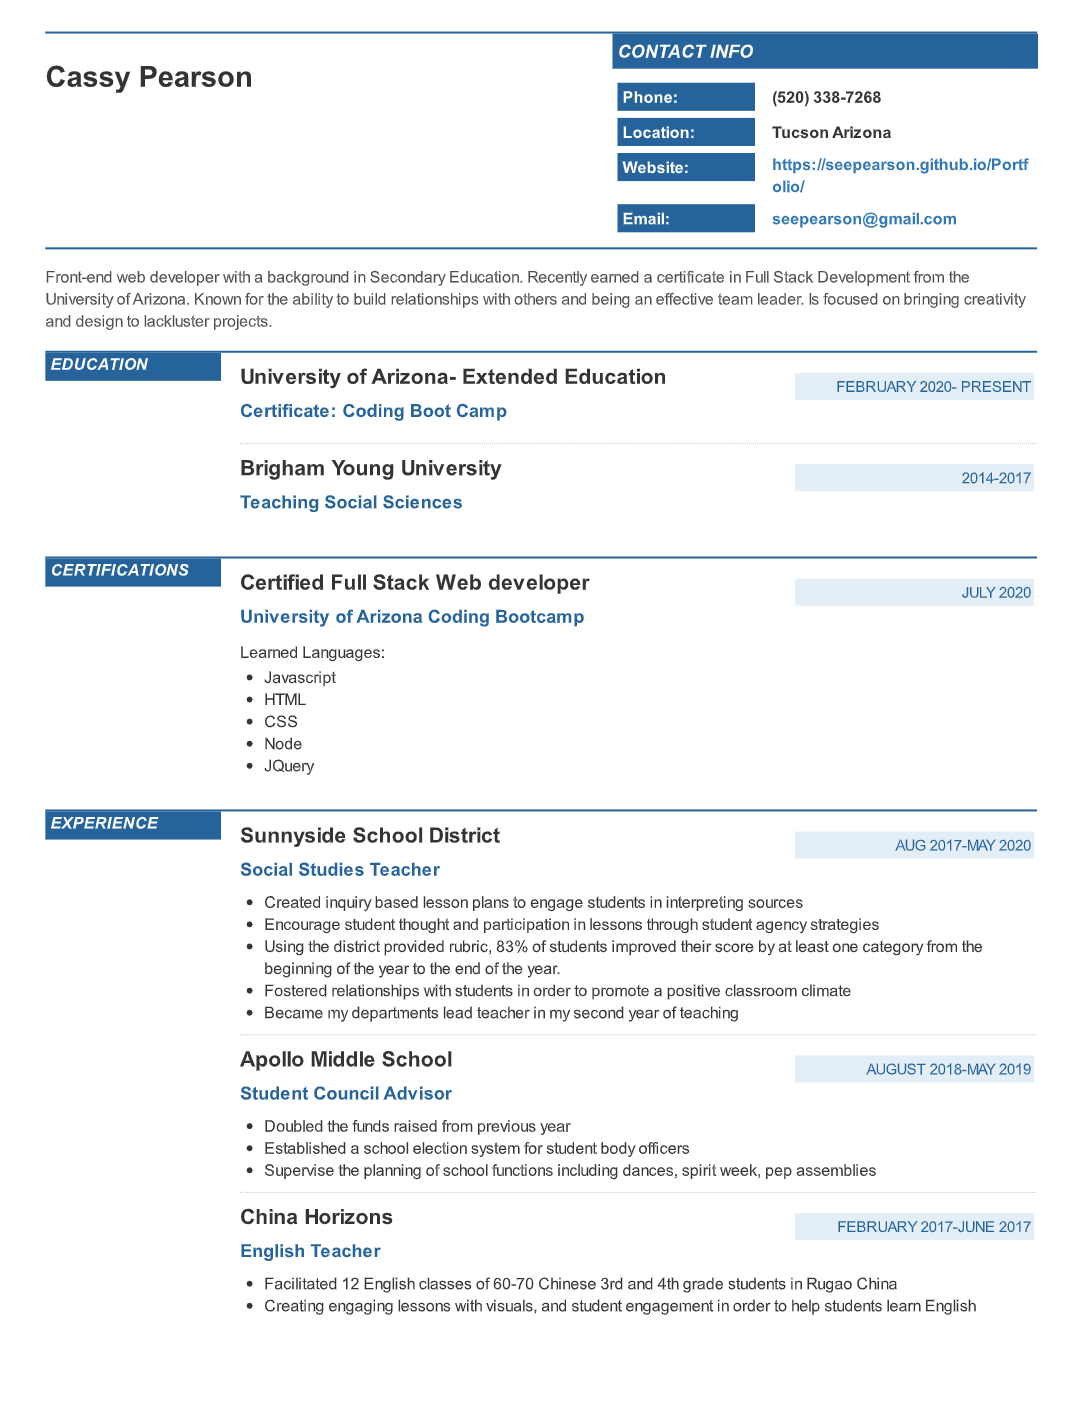 Cassy Pearson
CONTACT INFO
Phone: (520) 338-7268
Location: Tucson Arizona
Website: https://seepearson.github.io/Portf
olio/
Email: seepearson@gmail.com
Front-end web developer with a background in Secondary Education. Recently earned a certificate in Full Stack Development from the
University of Arizona. Known for the ability to build relationships with others and being an effective team leader. Is focused on bringing creativity
and design to lackluster projects.
EDUCATION
University of Arizona- Extended Education
FEBRUARY 2020- PRESENT
Certificate: Coding Boot Camp
Brigham Young University
2014-2017
Teaching Social Sciences
CERTIFICATIONS
Certified Full Stack Web developer
JULY 2020
University of Arizona Coding Bootcamp
Learned Languages:
• Javascript
• HTML
• CSS
• Node
• JQuery
EXPERIENCE
Sunnyside School District
AUG 2017-MAY 2020
Social Studies Teacher
• Created inquiry based lesson plans to engage students in interpreting sources
• Encourage student thought and participation in lessons through student agency strategies
• Using the district provided rubric, 83% of students improved their score by at least one category from the
beginning of the year to the end of the year.
• Fostered relationships with students in order to promote a positive classroom climate
• Became my departments lead teacher in my second year of teaching
Apollo Middle School
AUGUST 2018-MAY 2019
Student Council Advisor
• Doubled the funds raised from previous year
• Established a school election system for student body officers
• Supervise the planning of school functions including dances, spirit week, pep assemblies
China Horizons
FEBRUARY 2017-JUNE 2017
English Teacher
• Facilitated 12 English classes of 60-70 Chinese 3rd and 4th grade students in Rugao China
• Creating engaging lessons with visuals, and student engagement in order to help students learn English